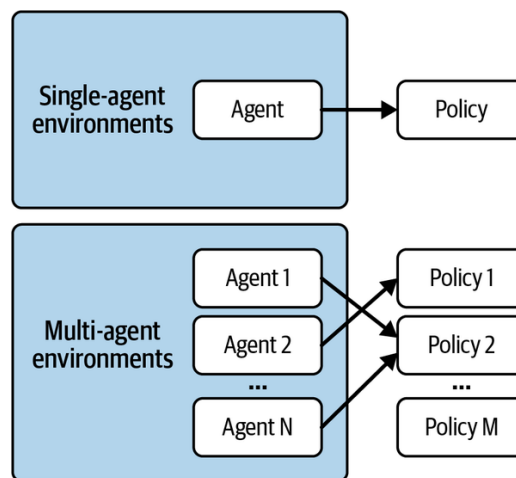 Single-agent
environments
Agent
Policy
Multi-agent
environments
Agent 1
Policy 1
Agent 2
Policy 2
...
...
Agent N
Policy M